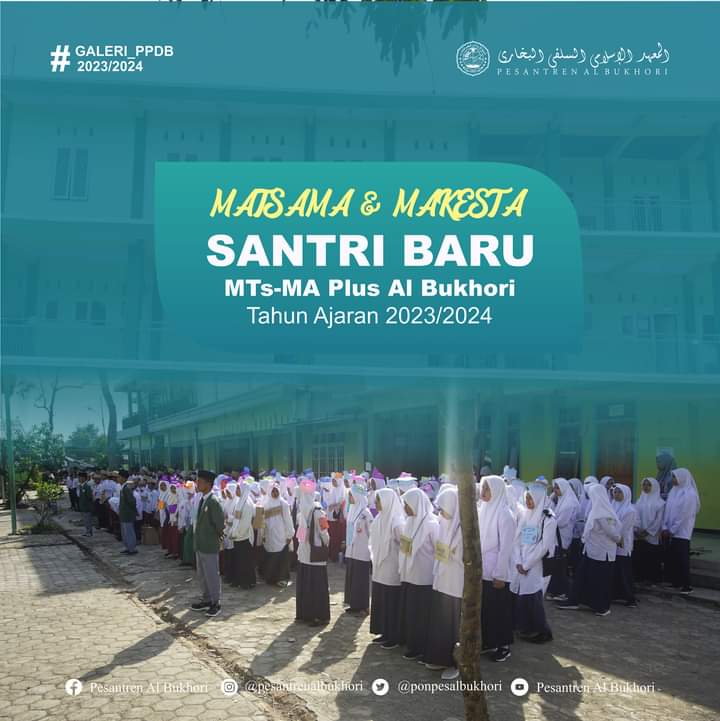 # GALERI_PPDB
2023/2024
المعهد الإسلامي السلفي البخاري
PESANTREN AL BUKHORI
MATSAMA & MAKESTA
SANTRI BARU
MTs-MA Plus Al Bukhori
Tahun Ajaran 2023/2024
Pesantren Al Bukhori
@pesantrenalbukhori
@ponpesalbukhori
Pesantren Al Bukhori